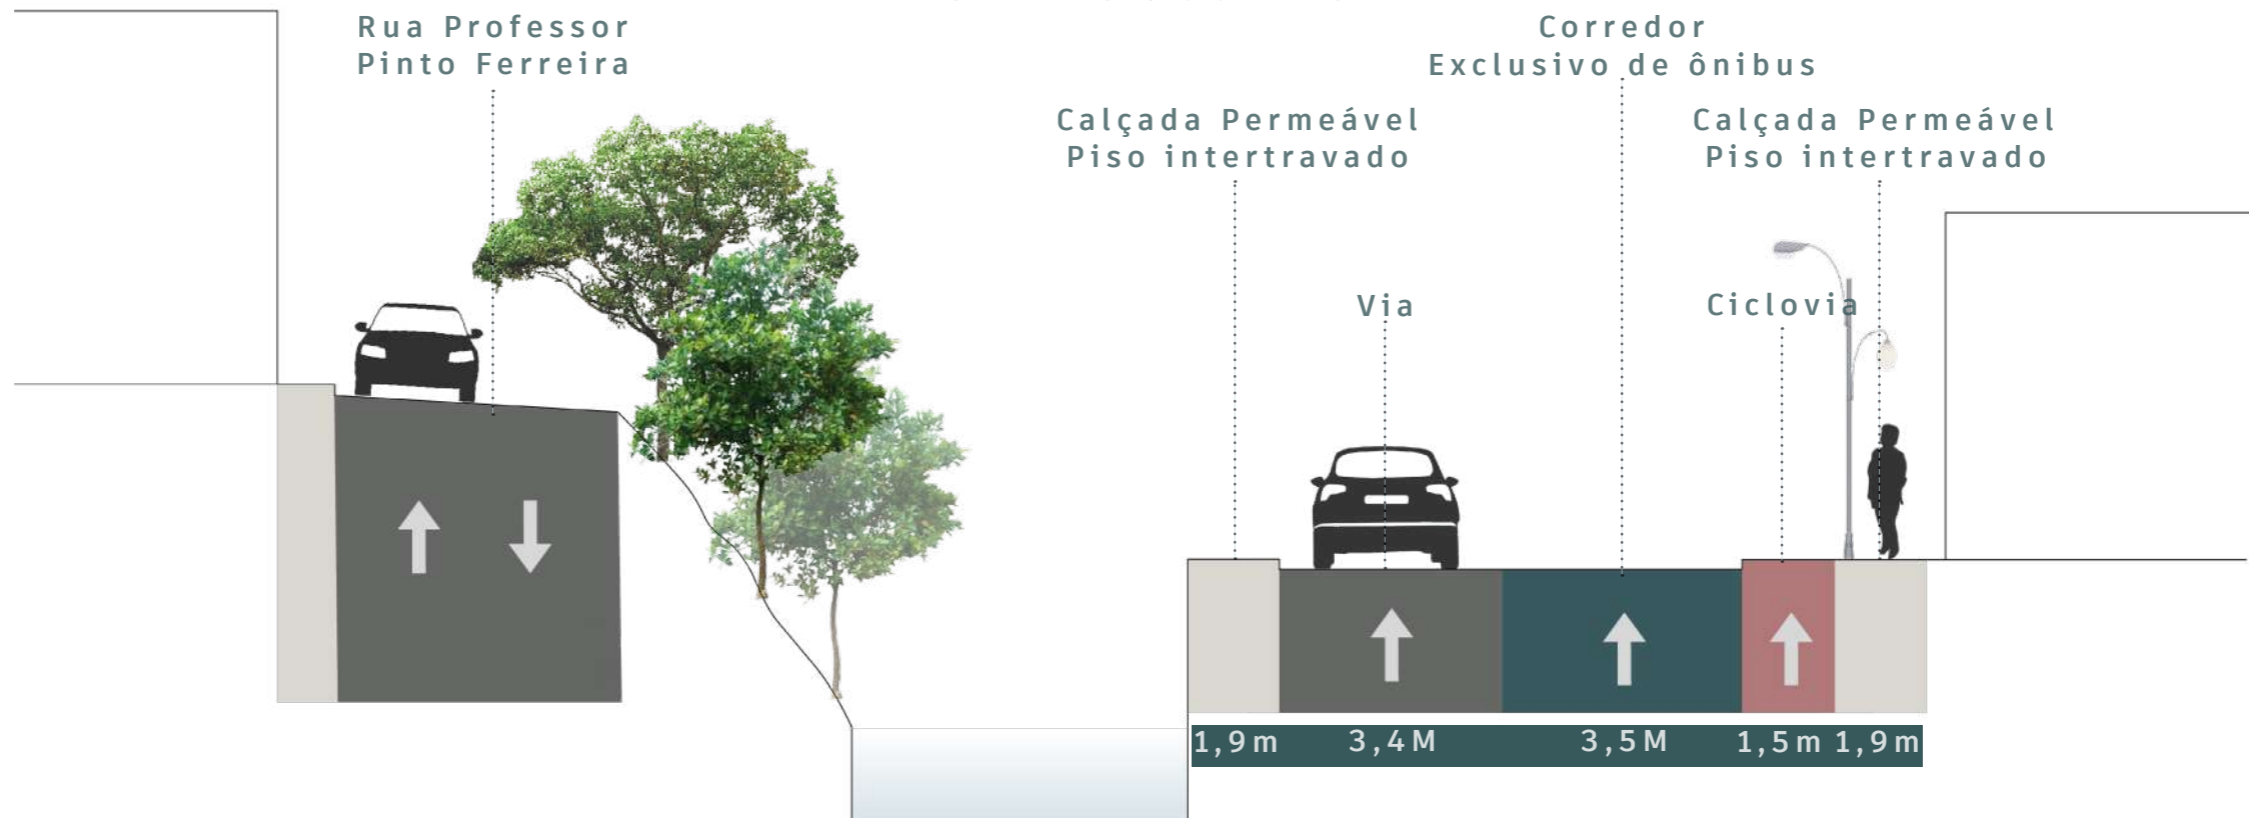 Rua Professor
Pinto Ferreira
Corredor
Exclusivo de ônibus
Calçada Permeável
Piso intertravado
Calçada Permeável
Piso intertravado
Via
Ciclovia
1,9m 3,4M 3,5M 1,5m 1,9m